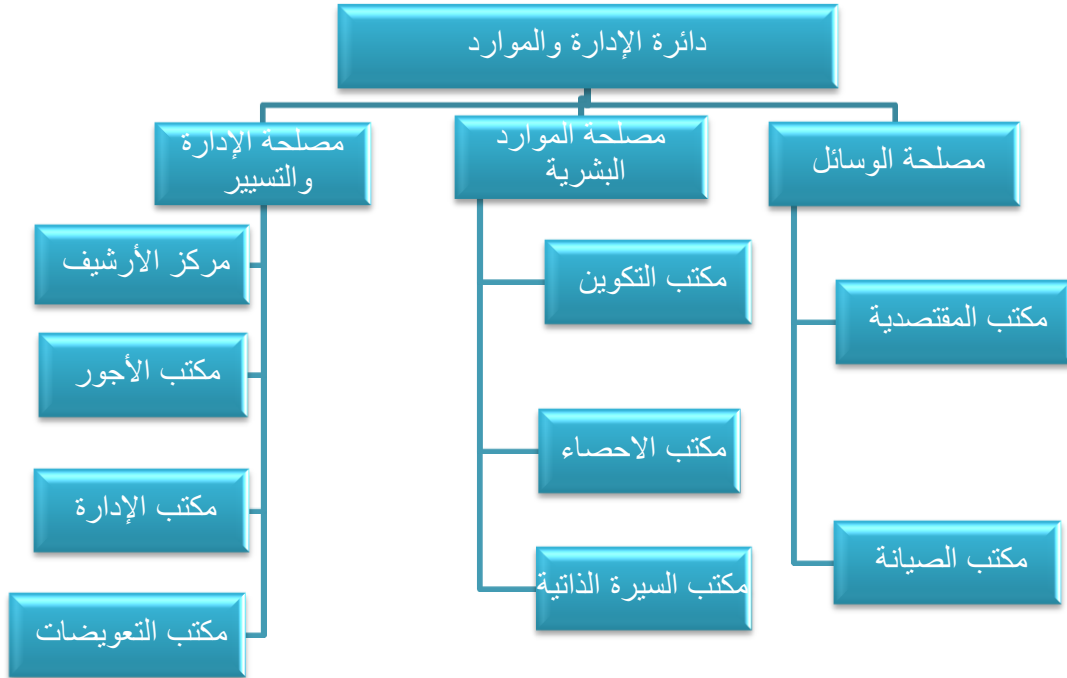 دائرة الإدارة والموارد
مصلحة الوسائل
مصلحة الموارد
البشرية
مصلحة الإدارة
والتسيير
مكتب المقتصدية
مكتب الصيانة
مكتب التكوين
مكتب الاحصاء
مكتب السيرة الذاتية
مركز الأرشيف
مكتب الأجور
مكتب الإدارة
مكتب التعويضات